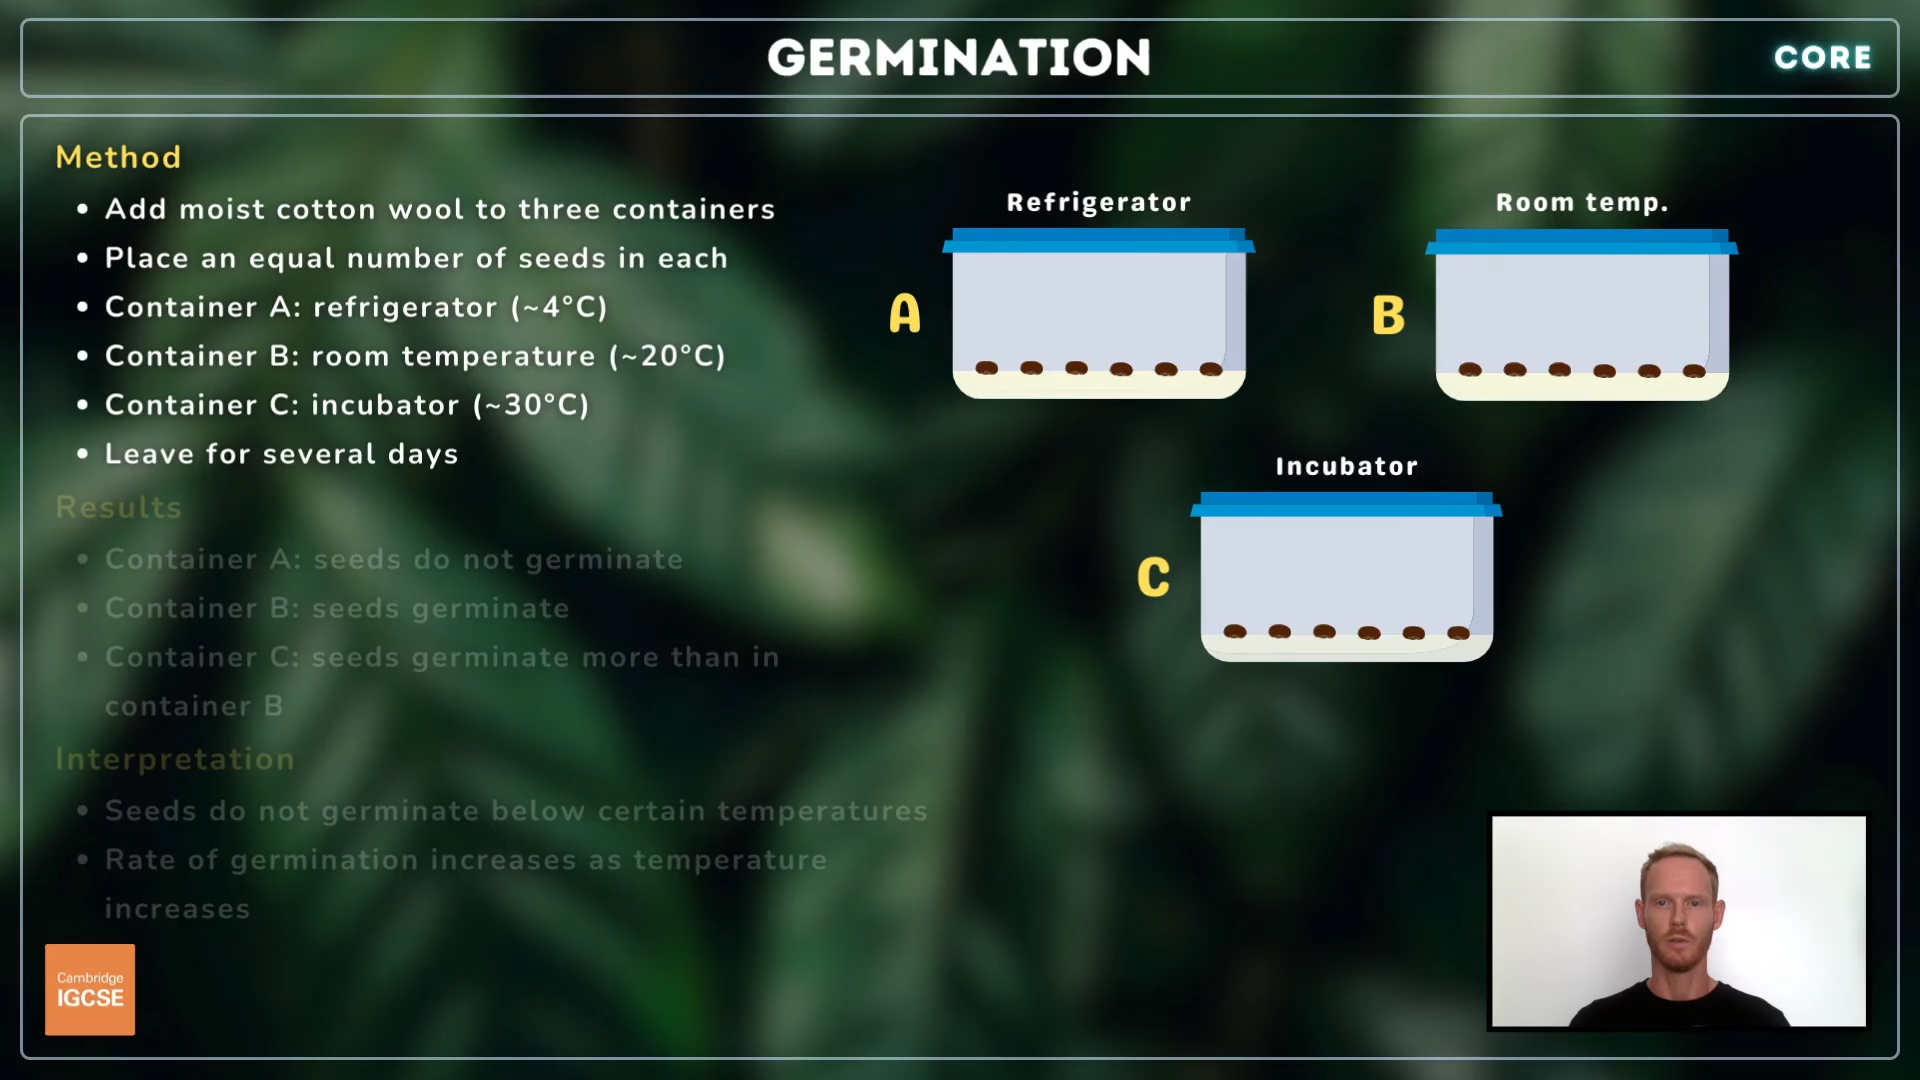 GERMINATION
CORE
Method
• Add moist cotton wool to three containers
• Place an equal number of seeds in each
• Container A: refrigerator (~4°C)
• Container B: room temperature (~20°C)
• Container C: incubator (~30°C)
• Leave for several days
Results
• Container A: seeds do not germinate
• Container B: seeds germinate
• Container C: seeds germinate more than in
container B
Interpretation
• Seeds do not germinate below certain temperatures
• Rate of germination increases as temperature
increases
Refrigerator
A
Room temp.
B
Incubator
C
Cambridge
IGCSE